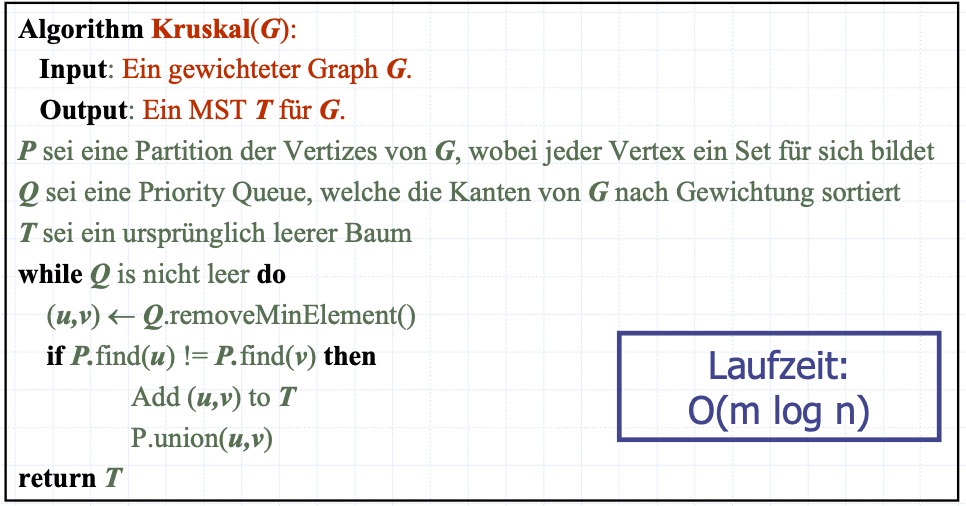 Algorithm Kruskal(G):
Input: Ein gewichteter Graph G.
Output: Ein MST T für G.
P sei eine Partition der Vertizes von G, wobei jeder Vertex ein Set für sich bildet
Q sei eine Priority Queue, welche die Kanten von G nach Gewichtung sortiert
T sei ein ursprünglich leerer Baum
while Q is nicht leer do
(u,v) ← Q.removeMinElement()
if P.find(u) != P.find(v) then
Add (u,v) to T
P.union(u,v)
return T
Laufzeit:
O(m log n)